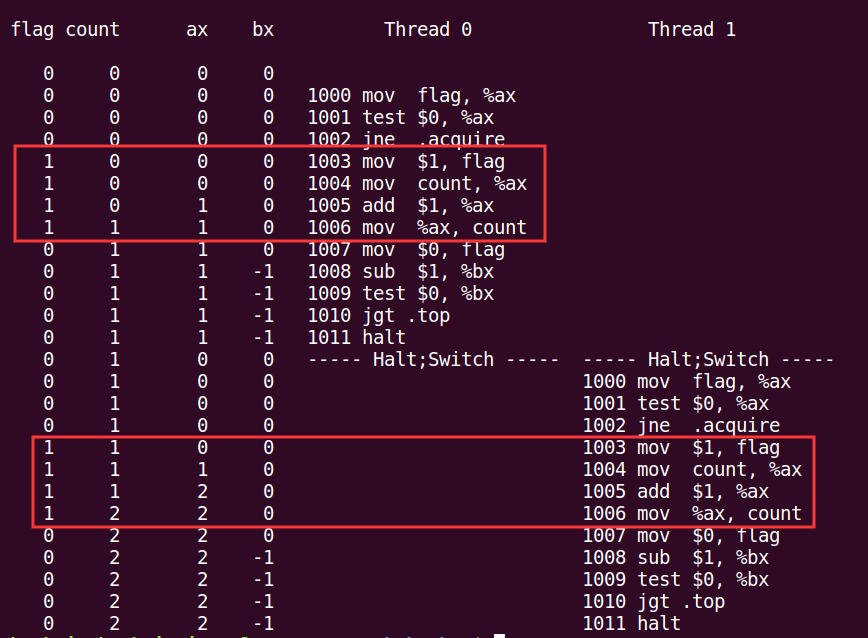 flag count ax bx Thread 0 Thread 1
0 0 0 0
0 0 0 0 1000 mov flag, %ax
0 0 0 0 1001 test $0, %ax
0 0 0 0 1002 jne .acquire
1 0 0 0 1003 mov $1, flag
1 0 0 0 1004 mov count, %ax
1 0 1 0 1005 add $1, %ax
1 1 1 0 1006 mov %ax, count
0 1 1 0 1007 mov $0, flag
0 1 1 -1 1008 sub $1, %bx
0 1 1 -1 1009 test $0, %bx
0 1 1 -1 1010 jgt .top
0 1 1 -1 1011 halt
0 1 0 0 ----- Halt;Switch ----- ----- Halt;Switch -----
0 1 0 0 1000 mov flag, %ax
0 1 0 0 1001 test $0, %ax
0 1 0 0 1002 jne .acquire
1 1 0 0 1003 mov $1, flag
1 1 1 0 1004 mov count, %ax
1 1 2 0 1005 add $1, %ax
1 2 2 0 1006 mov %ax, count
0 2 2 0 1007 mov $0, flag
0 2 2 -1 1008 sub $1, %bx
0 2 2 -1 1009 test $0, %bx
0 2 2 -1 1010 jgt .top
0 2 2 -1 1011 halt